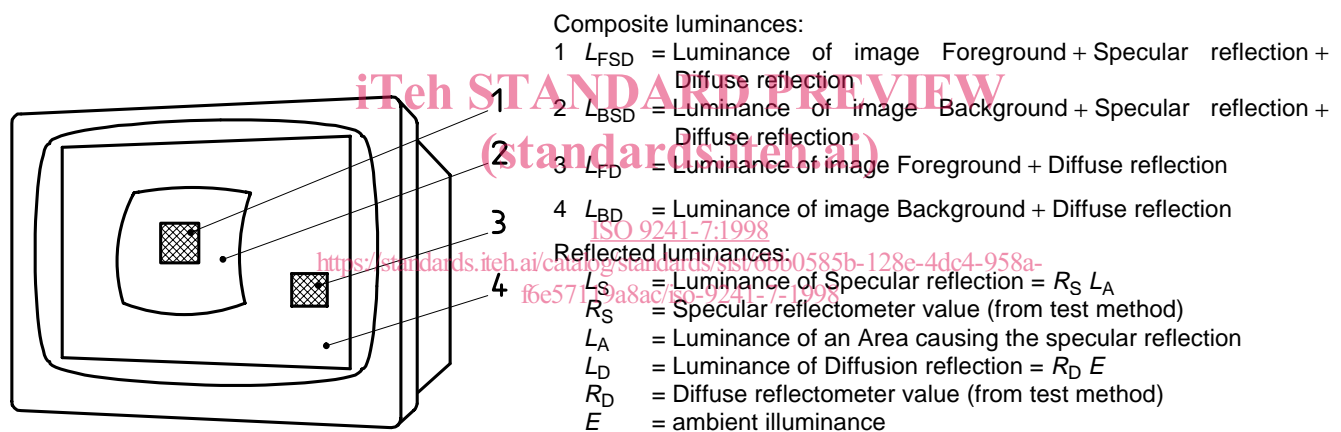 Composite luminances:
1 LFSD = Luminance of image Foreground + Specular reflection +
Diffuse reflection
iTeh STANDARD PREVIEW
2 LBSD = Luminance of image Background + Specular reflection +
Diffuse reflection
(standards.iteh.ai)
3 LFD = Luminance of image Foreground + Diffuse reflection
4 LBD = Luminance of image Background + Diffuse reflection
ISO 9241-7:1998
Reflected luminances:
https://standards.iteh.ai/catalog/standards/sist/6bb0585b-128e-4dc4-958a-
LS = Luminance of Specular reflection = RS LA
f6e57119a8ac/iso-9241-7-1998
RS = Specular reflectometer value (from test method)
LA = Luminance of an Area causing the specular reflection
LD = Luminance of Diffusion reflection = RD E
RD = Diffuse reflectometer value (from test method)
E = ambient illuminance
1
2
3
4